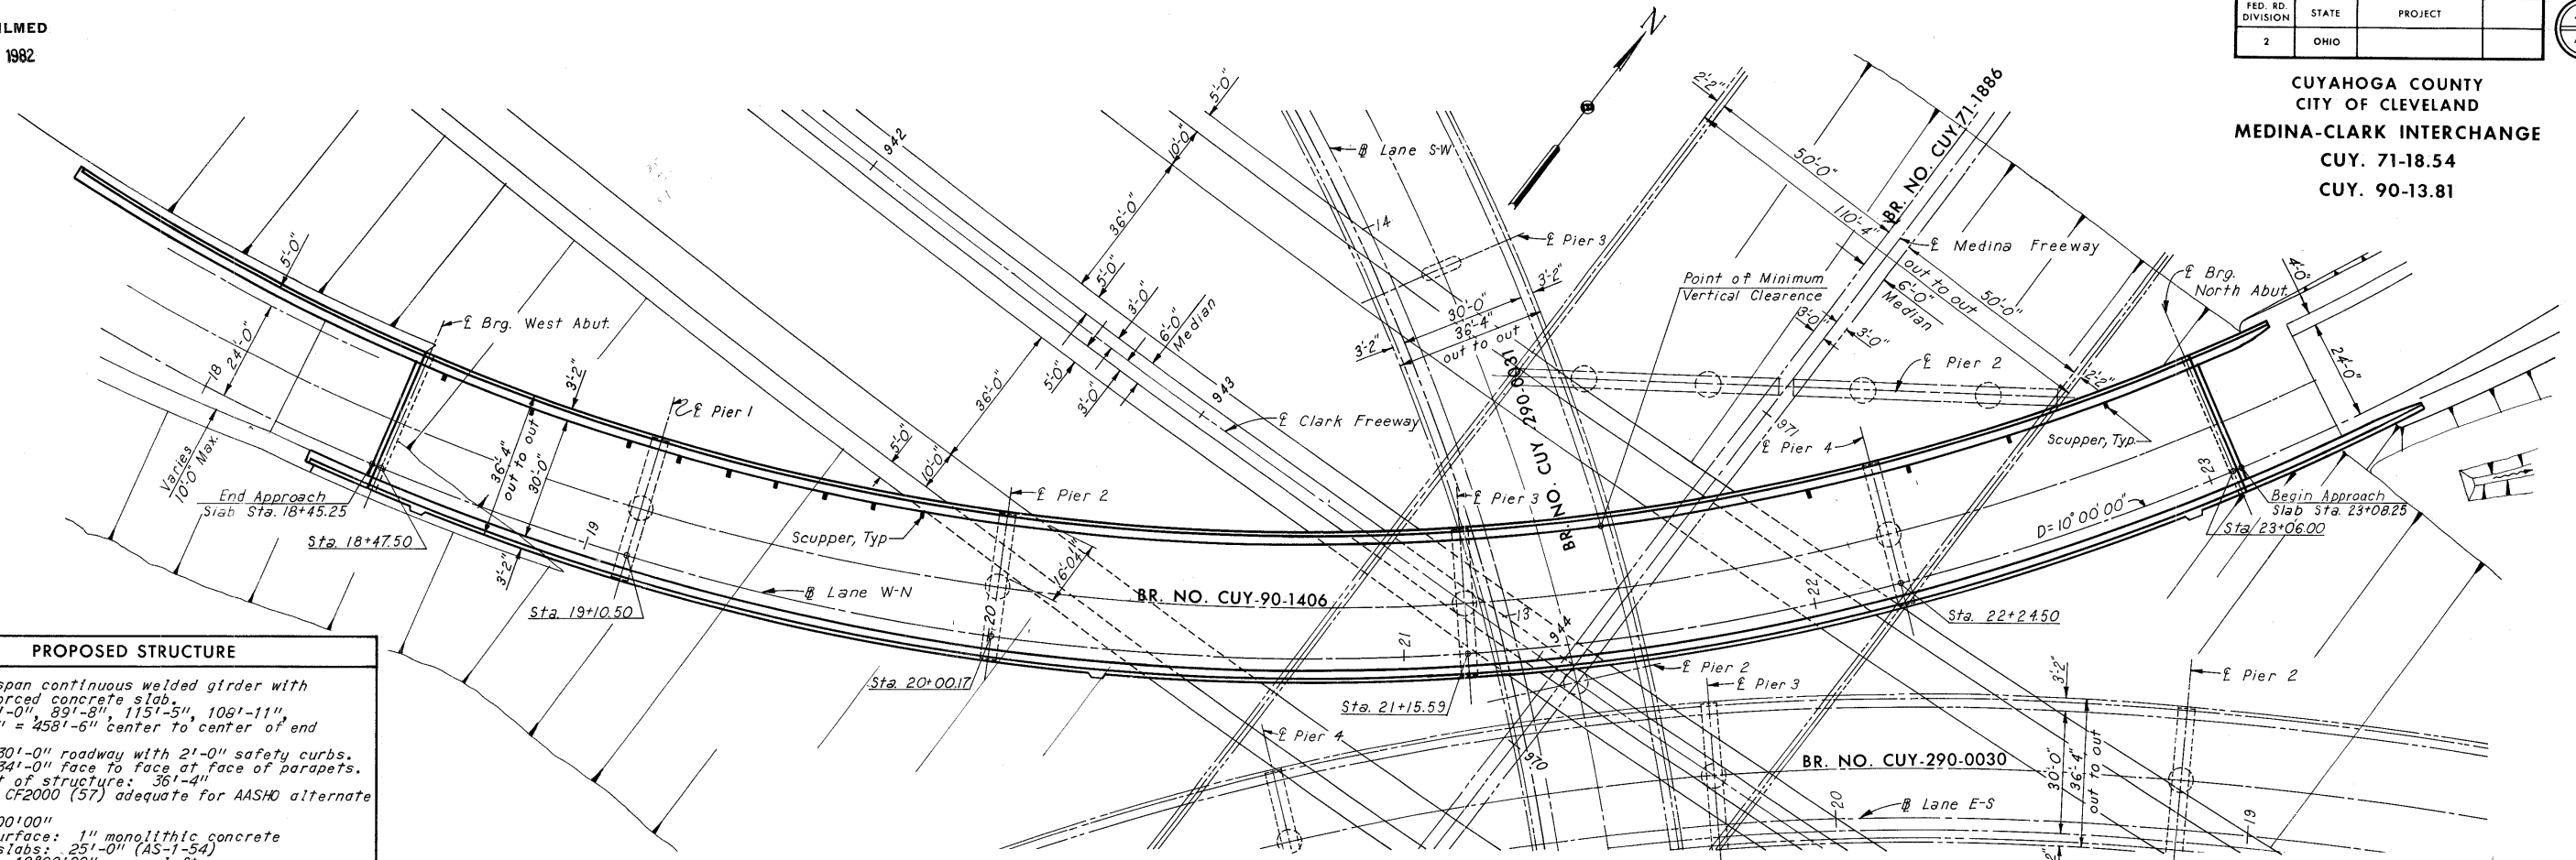 ILMED
1982
FED. RD. DIVISION
STATE
PROJECT
2
OHIO
CUYAHOGA COUNTY
CITY OF CLEVELAND
MEDINA-CLARK INTERCHANGE
CUY. 71-18.54
CUY. 90-13.81
N
942
5'-0"
10'-0"
36'-0"
5'-0"
3'-0"
6'-0"
Median
℄ Lane S-W
14
℄ Pier 3
2'-2"
50'-0"
110'-4"
out to out
BR. NO. CUY-71-1886
℄ Medina Freeway
6'-0"
Median
50'-0"
3'-0"
3'-0"
Point of Minimum
Vertical Clearence
℄ Brg.
North Abut.
4'-0"
24'-0"
5'-0"
℄ Brg. West Abut.
18
24'-0"
Varies
10'-0" Max.
3'-2"
℄ Pier 1
36'-0"
5'-0"
3'-0"
943
℄ Clark Freeway
3'-2"
30'-0"
36'-4"
out to out
3'-2"
BR. NO. CUY 290-0031
℄ Pier 2
2'-2"
971
℄ Pier 4
Scupper, Typ.
23
End Approach
Slab Sta. 18+45.25
Sta. 18+47.50
36'-4"
out to out
30'-0"
3'-2"
19
Sta. 19+10.50
5'-0"
10'-0"
Scupper, Typ.
℄ Pier 2
℄ Pier 3
16'-0¼"
℄ Lane W-N
20
BR. NO. CUY-90-1406
13
21
944
22
D=10° 00' 00"
Begin Approach
Slab Sta. 23+08.25
Sta. 23+06.00
Sta. 22+24.50
Sta. 20+00.17
Sta. 21+15.59
℄ Pier 4
℄ Pier 2
℄ Pier 3
℄ Pier 2
3'-2"
970
BR. NO. CUY-290-0030
30'-0"
36'-4"
out to out
℄ Lane E-S
20
19
PROPOSED STRUCTURE
span continuous welded girder with
orced concrete slab.
'-0", 89'-8", 115'-5", 108'-11",
" = 458'-6" center to center of end
30'-0" roadway with 2'-0" safety curbs.
34'-0" face to face at face of parapets.
t of structure: 36'-4"
CF2000 (57) adequate for AASHO alternate
00'00"
urface: 1" monolithic concrete
slabs: 25'-0" (AS-1-54)